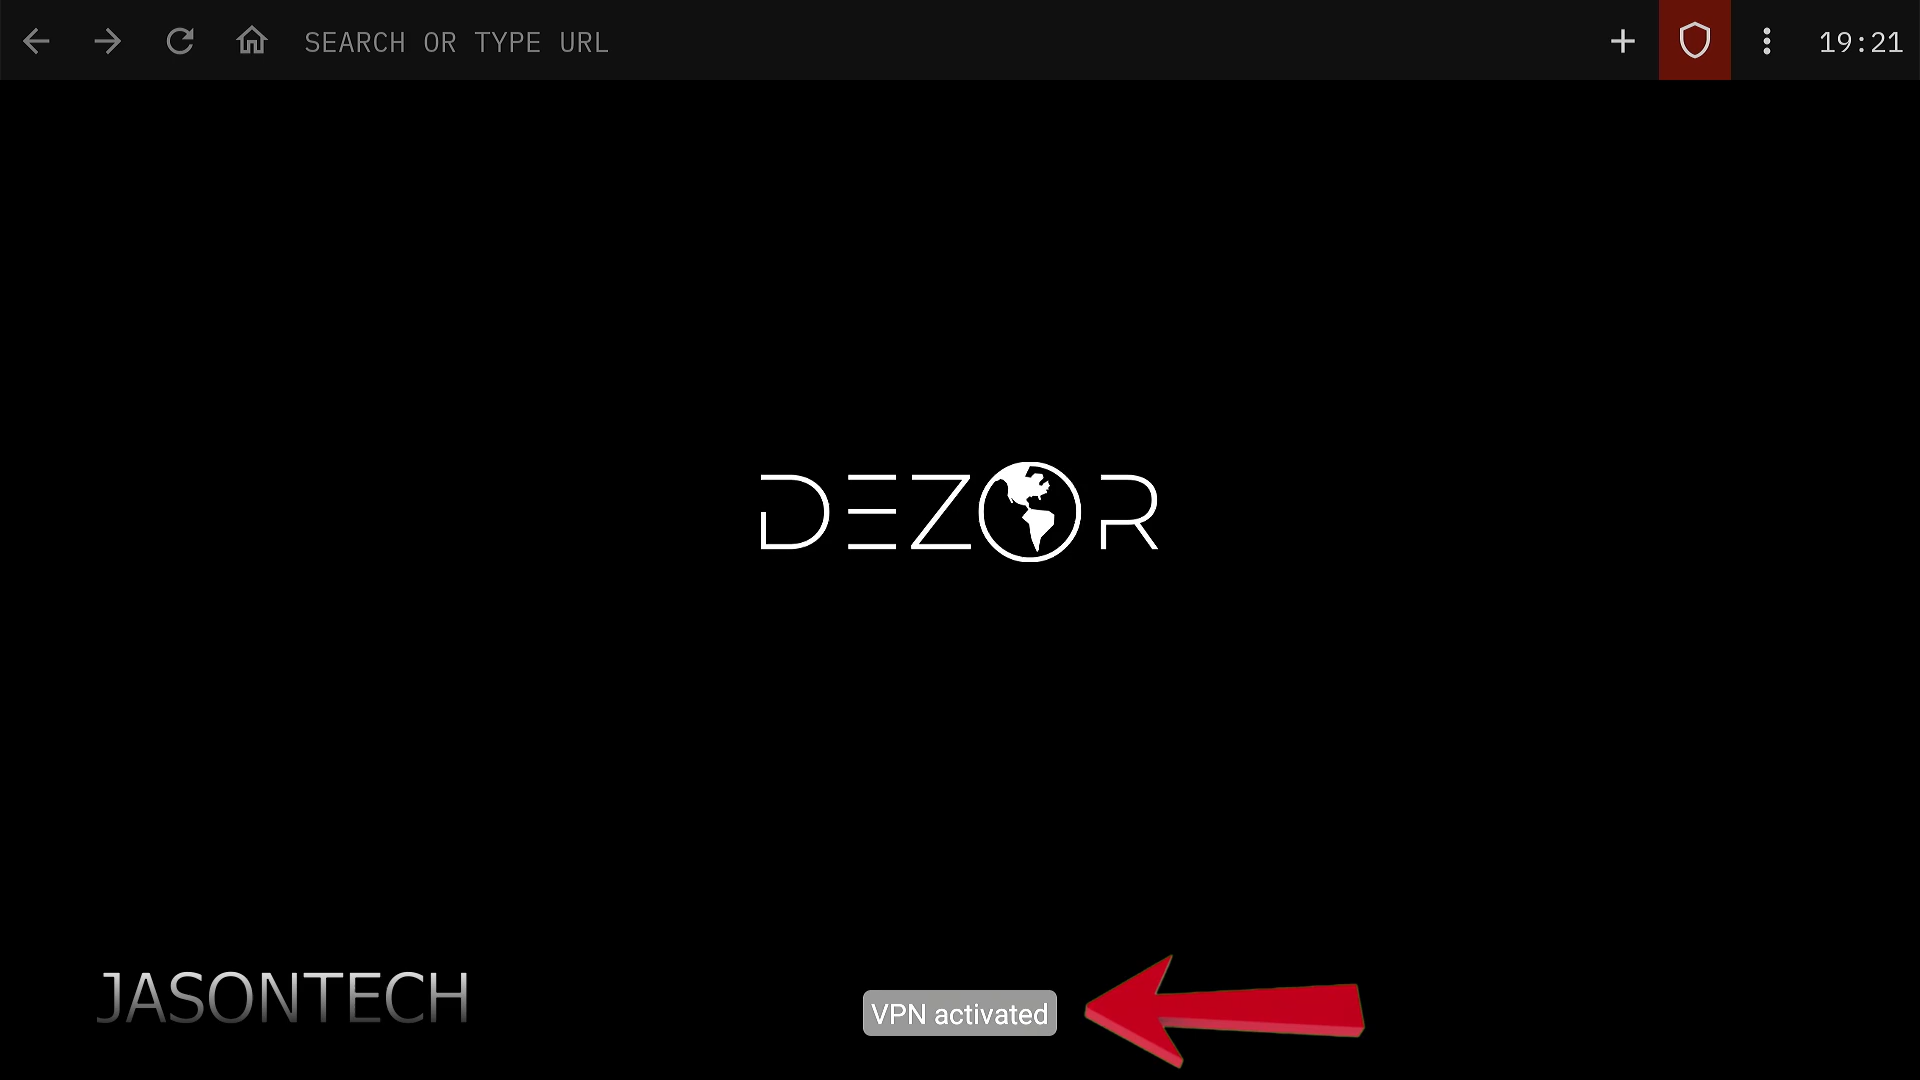 SEARCH OR TYPE URL
19:21
DEZOR
JASONTECH
VPN activated